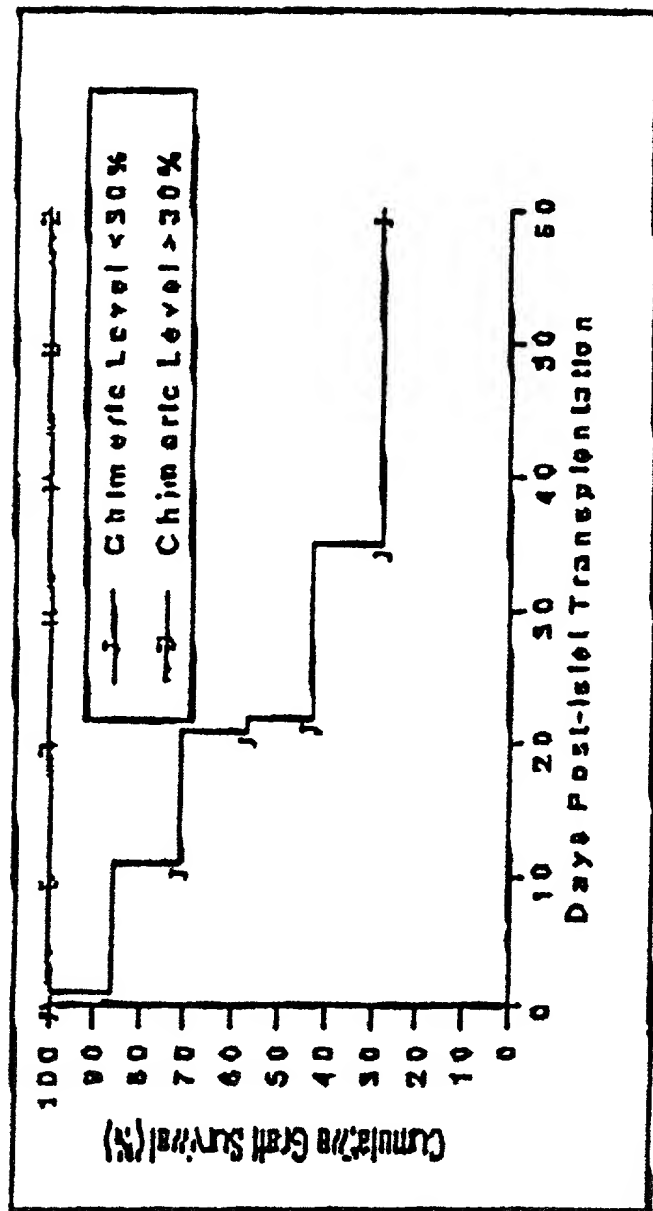 Cumulative Graft Survival (%)
100
90
80
70
60
50
40
30
20
10
0
Chimeric Level <30%
Chimeric Level >30%
0 10 20 30 40 50 60
Days Post-Islet Transplantation